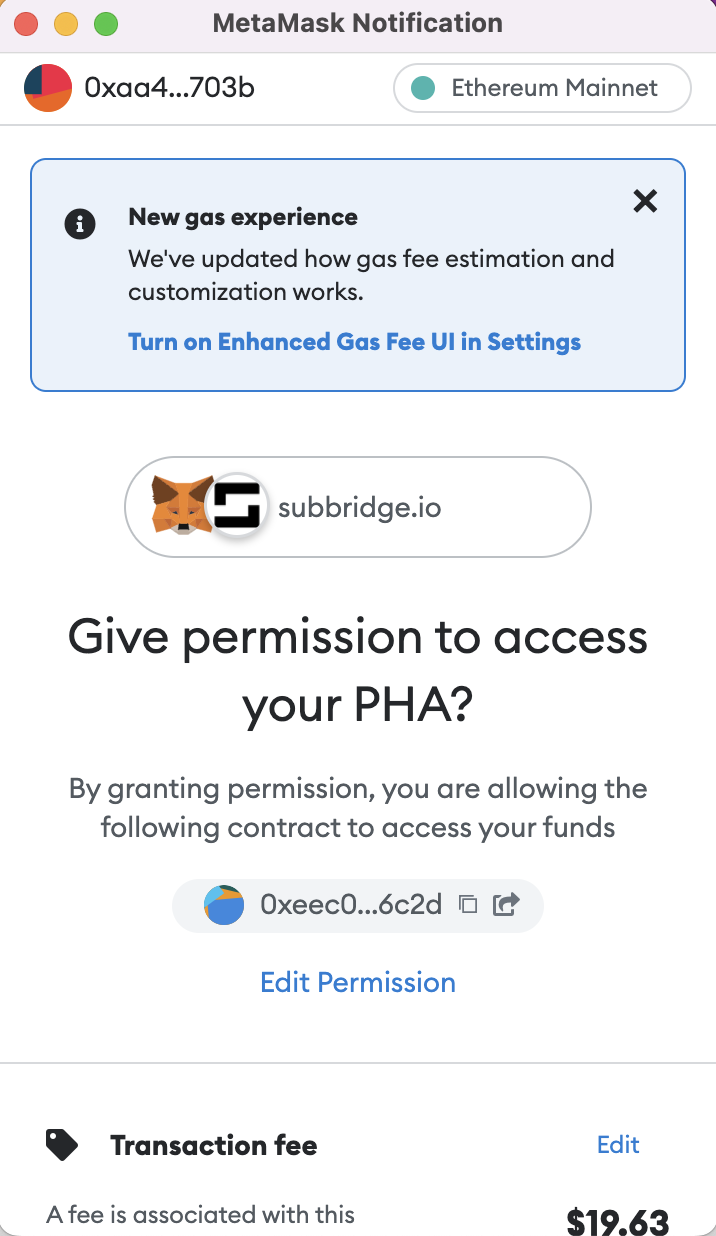 MetaMask Notification
0xaa4...703b
Ethereum Mainnet
New gas experience
We've updated how gas fee estimation and
customization works.
Turn on Enhanced Gas Fee UI in Settings
subbridge.io
Give permission to access
your PHA?
By granting permission, you are allowing the
following contract to access your funds
0xeec0...6c2d
Edit Permission
Transaction fee
Edit
A fee is associated with this
$19.63